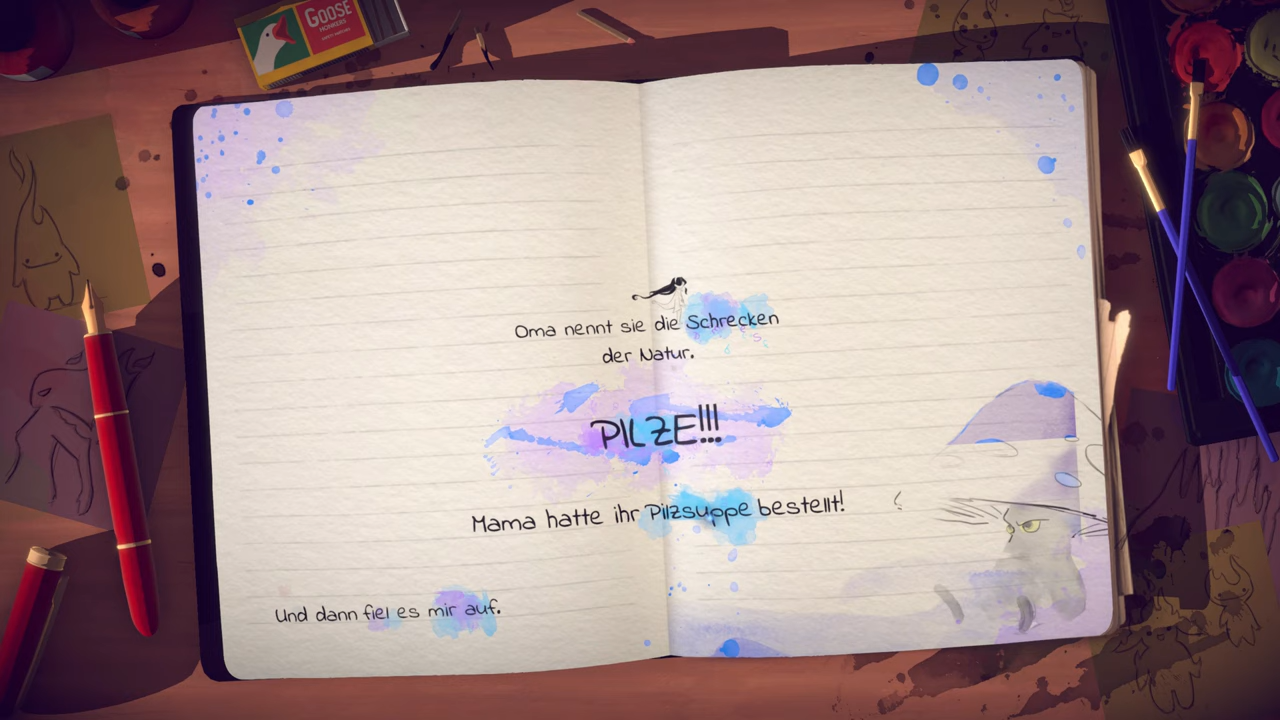 GOOSE
HONKERS
Oma nennt sie die Schrecken
der Natur.
PILZE!!!
Mama hatte ihr Pilzsuppe bestellt!
Und dann fiel es mir auf.